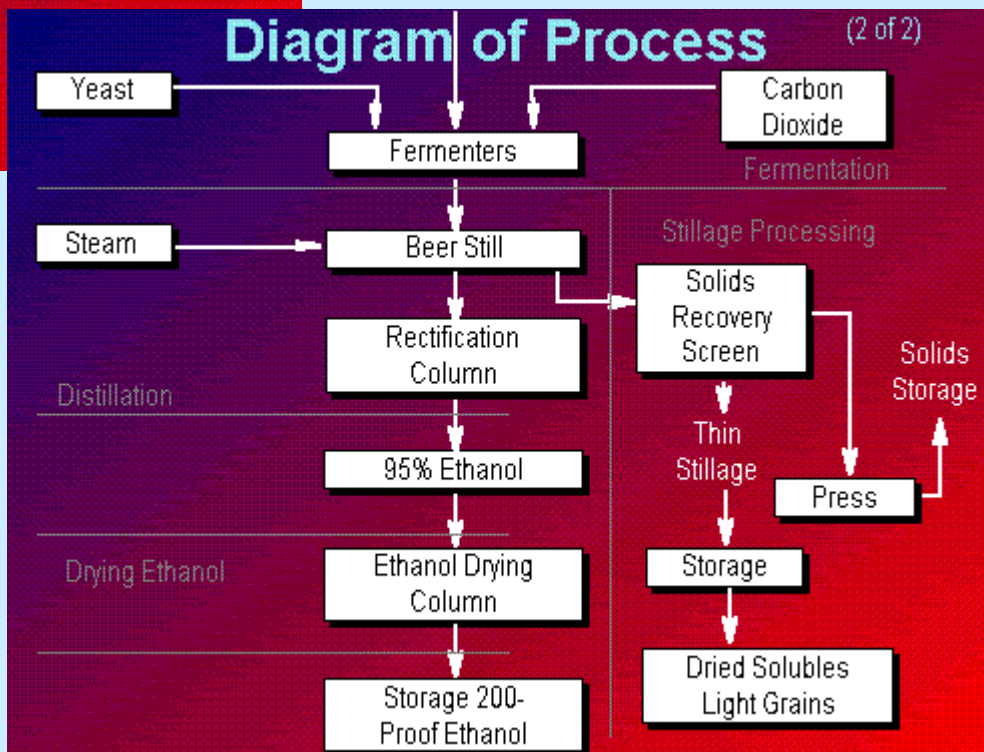 Diagram of Process
(2 of 2)
Yeast
Carbon
Dioxide
Fermenters
Fermentation
Steam
Beer Still
Stillage Processing
Solids
Recovery
Screen
Rectification
Column
Solids
Storage
Distillation
Thin
Stillage
95% Ethanol
Press
Drying Ethanol
Ethanol Drying
Column
Storage
Storage 200-
Proof Ethanol
Dried Solubles
Light Grains